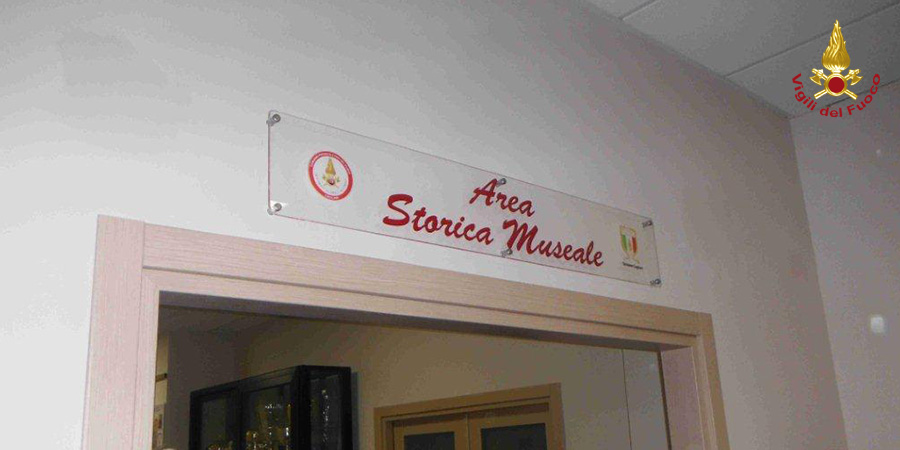 Area
Storica Museale
Vigili del Fuoco